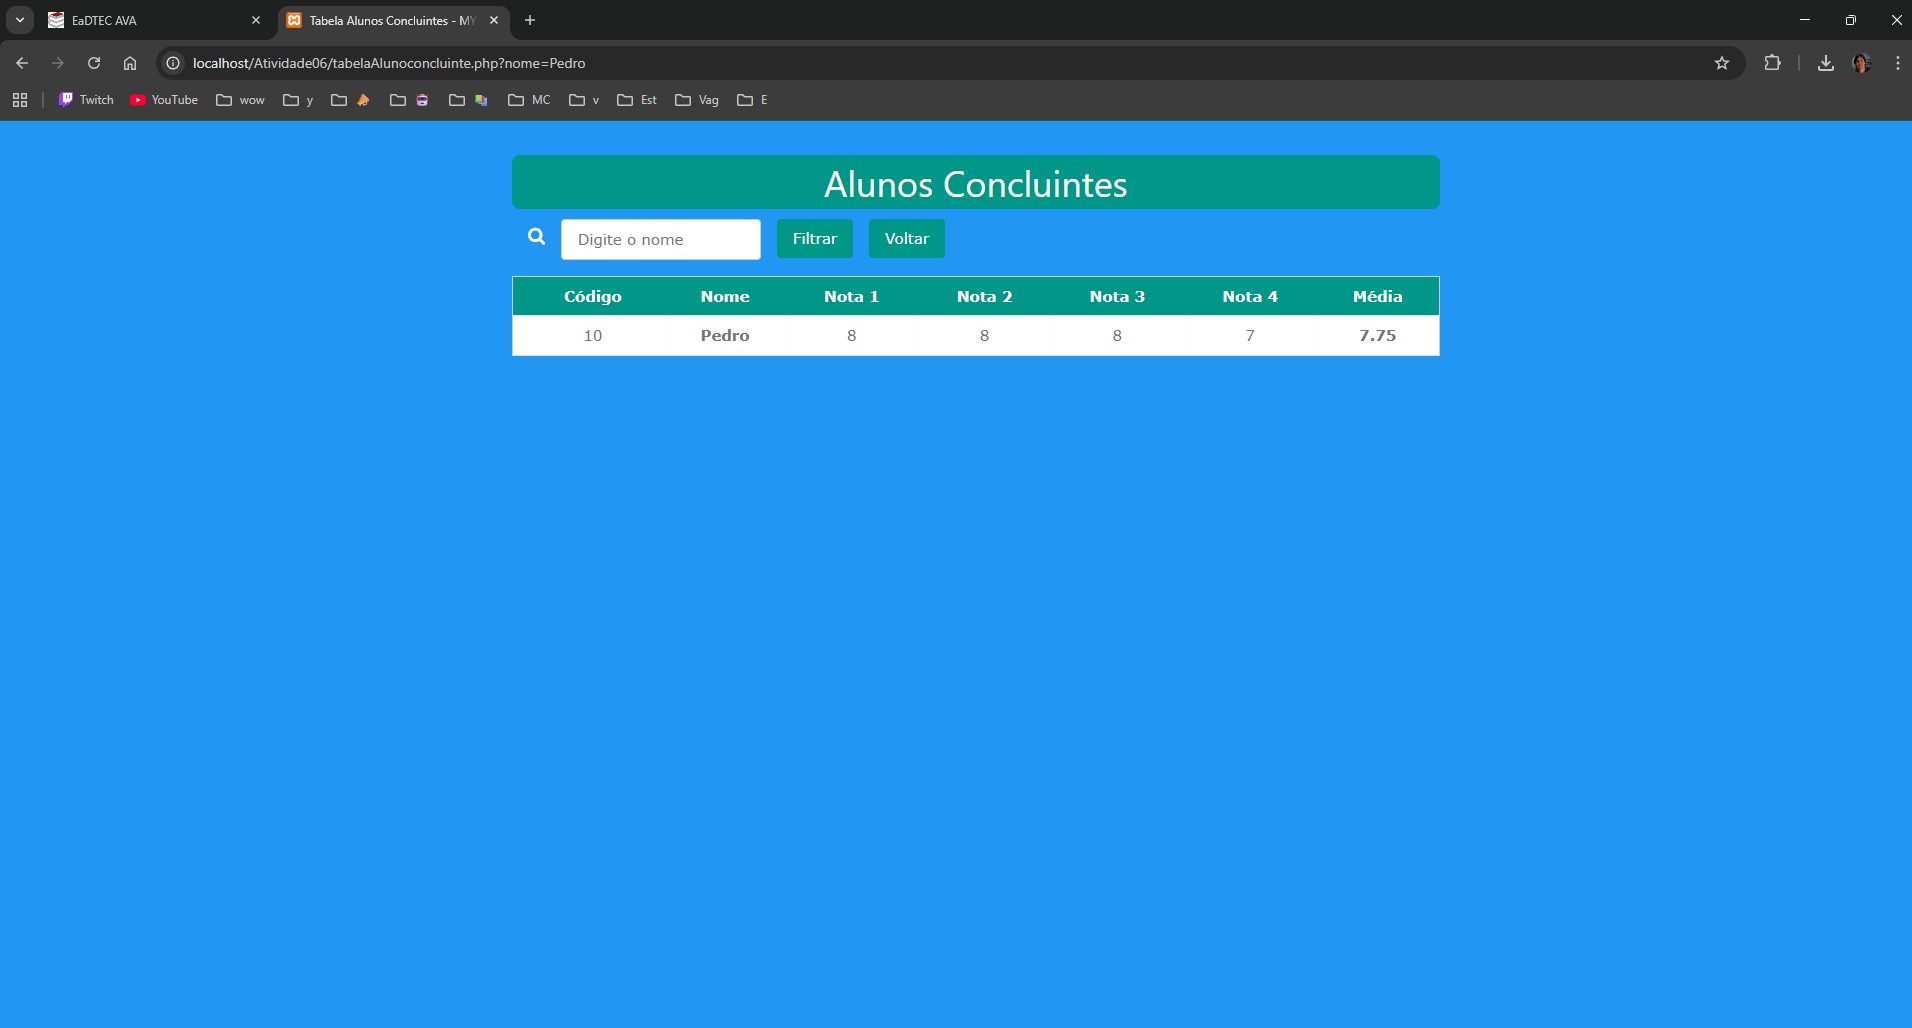 EaDTEC AVA
Tabela Alunos Concluintes - MY
localhost/Atividade06/tabelaAlunoconcluinte.php?nome=Pedro
Twitch YouTube wow y MC v Est Vag E
Alunos Concluintes
Digite o nome Filtrar Voltar
Código Nome Nota 1 Nota 2 Nota 3 Nota 4 Média
10 Pedro 8 8 8 7 7.75